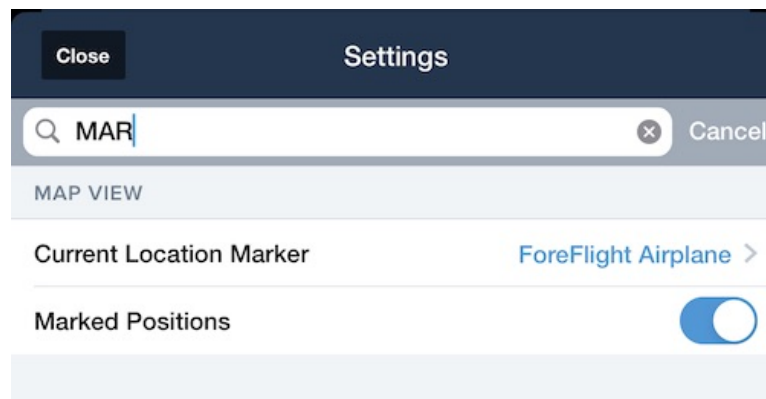 Close Settings
MAR Cancel
MAP VIEW
Current Location Marker ForeFlight Airplane
Marked Positions